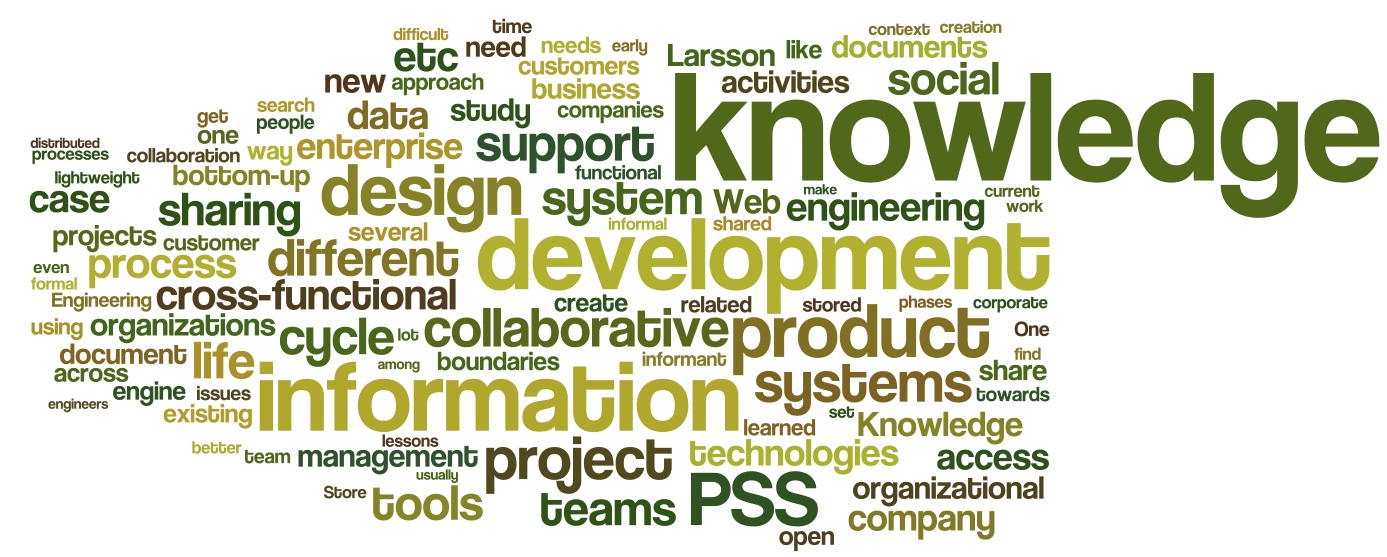 difficult time context creation
etc need needs early Larsson like documents
customers
new approach business activities social
search get people data study companies knowledge
one
distributed
processes collaboration way enterprise support
lightweight bottom-up functional
case sharing design system Web make engineering current
work
projects customer several informal shared
even process different development
formal
Engineering cross-functional create related stored phases corporate
using organizations cycle lot collaborative product One
document life among boundaries informant find
across share
engine issues information systems towards
engineers existing set
learned Knowledge
better lessons
team management project technologies access
usually
Store tools teams PSS organizational
company
open